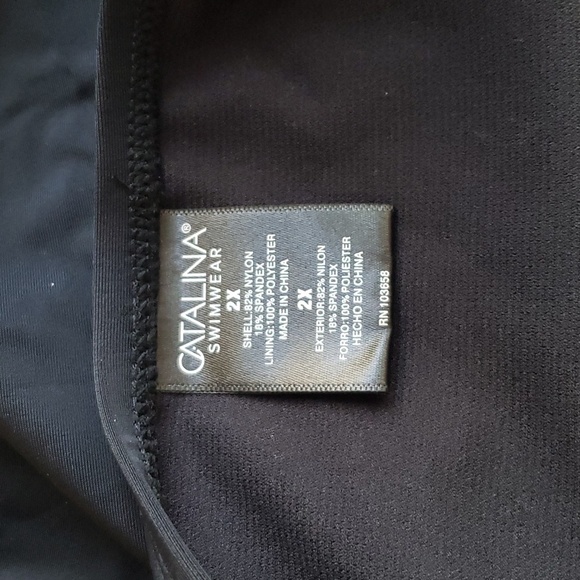 CATALINA®
SWIMWEAR
2X
SHELL:82% NYLON
18% SPANDEX
LINING:100% POLYESTER
MADE IN CHINA
2X
EXTERIOR:82% NILON
18% SPANDEX
FORRO:100% POLIESTER
HECHO EN CHINA
RN 103658